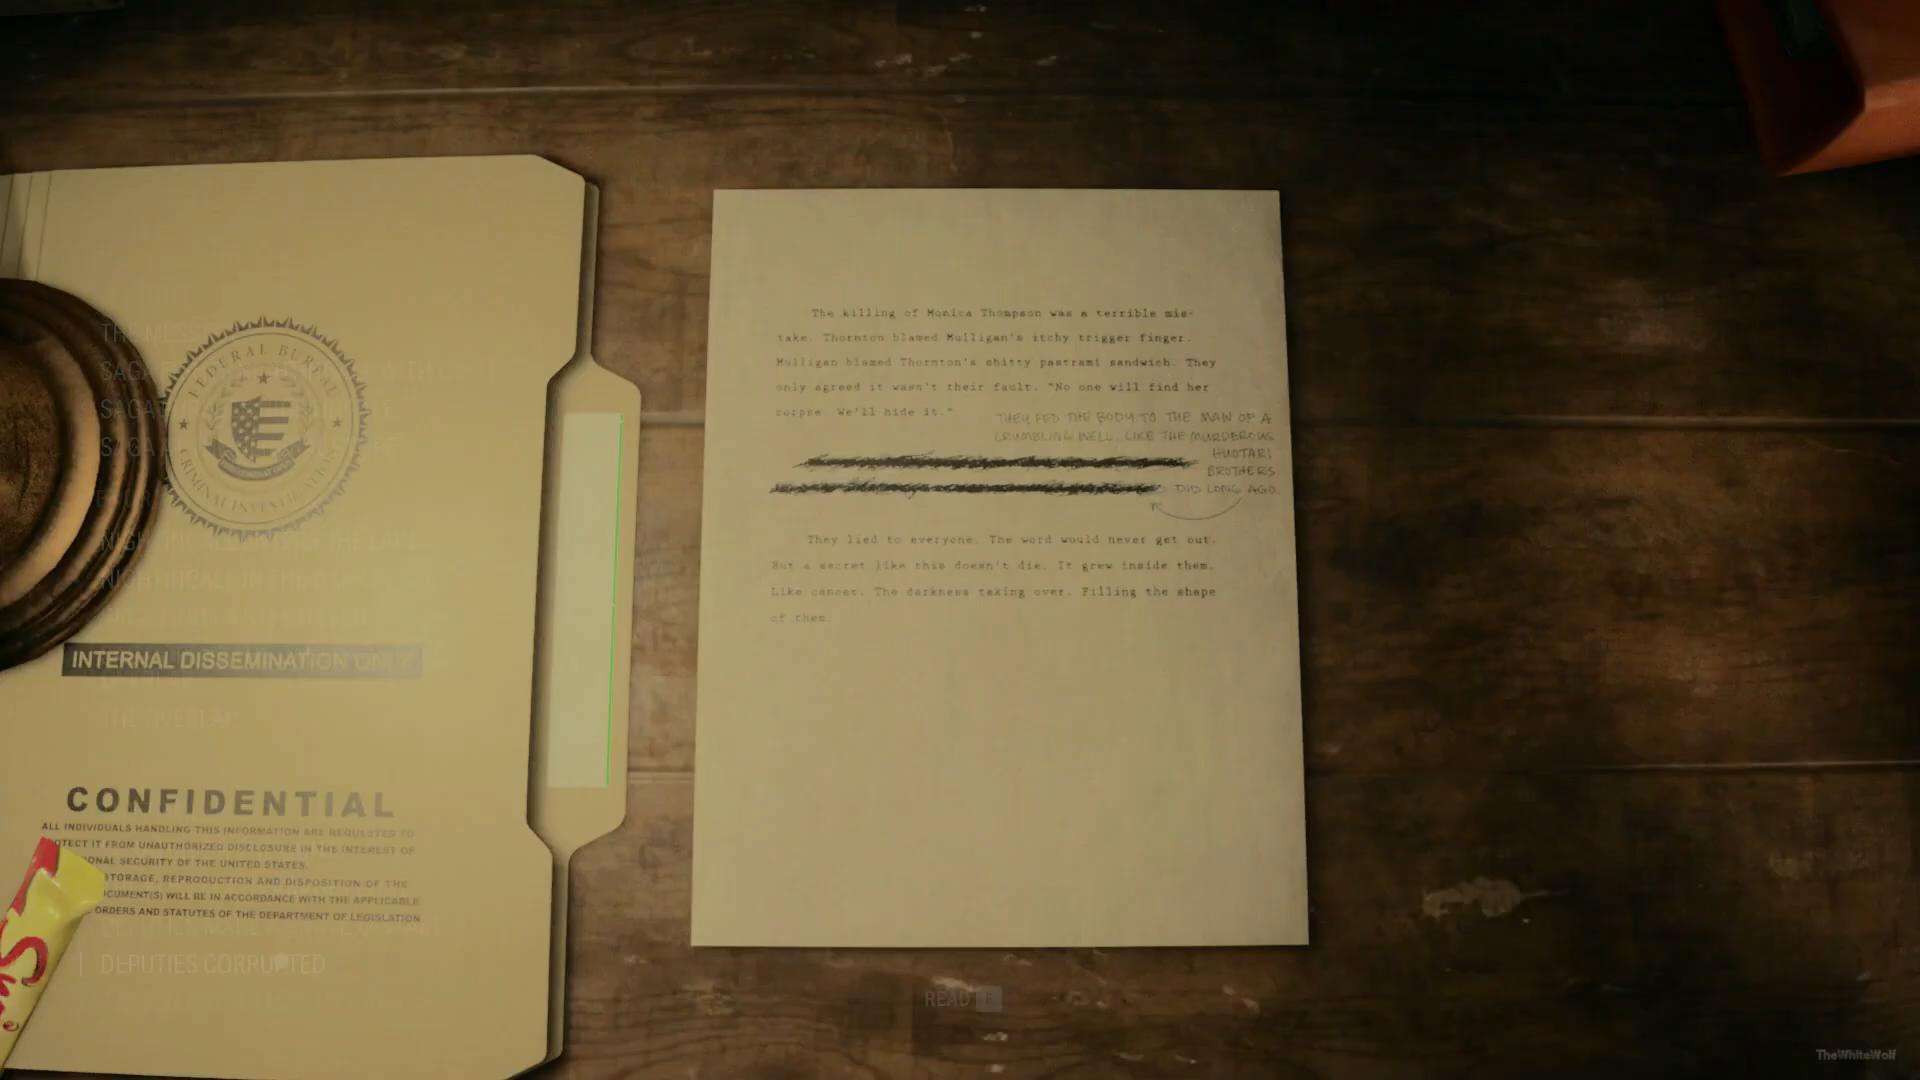 The killing of Monica Thompson was a terrible mis-
take. Thornton blamed Mulligan's itchy trigger finger.
Mulligan blamed Thornton's shitty pastrami sandwich. They
only agreed it wasn't their fault. "No one will find her
corpse. We'll hide it."
THEY FED THE BODY TO THE MAW OF A
CRUMBLING WELL, LIKE THE MURDEROUS
HUOTARI
BROTHERS
DID LONG AGO.
They lied to everyone. The word would never get out.
But a secret like this doesn't die. It grew inside them.
Like cancer. The darkness taking over. Filling the shape
of them.
FEDERAL BUREAU
CRIMINAL INVESTIGATION
INTERNAL DISSEMINATION ONLY
THE OVERLAP
CONFIDENTIAL
ALL INDIVIDUALS HANDLING THIS INFORMATION ARE REQUESTED TO
OTECT IT FROM UNAUTHORIZED DISCLOSURE IN THE INTEREST OF
ONAL SECURITY OF THE UNITED STATES.
STORAGE, REPRODUCTION AND DISPOSITION OF THE
OCUMENT(S) WILL BE IN ACCORDANCE WITH THE APPLICABLE
ORDERS AND STATUTES OF THE DEPARTMENT OF LEGISLATION
DEPUTIES CORRUPTED
READ
TheWhiteWolf